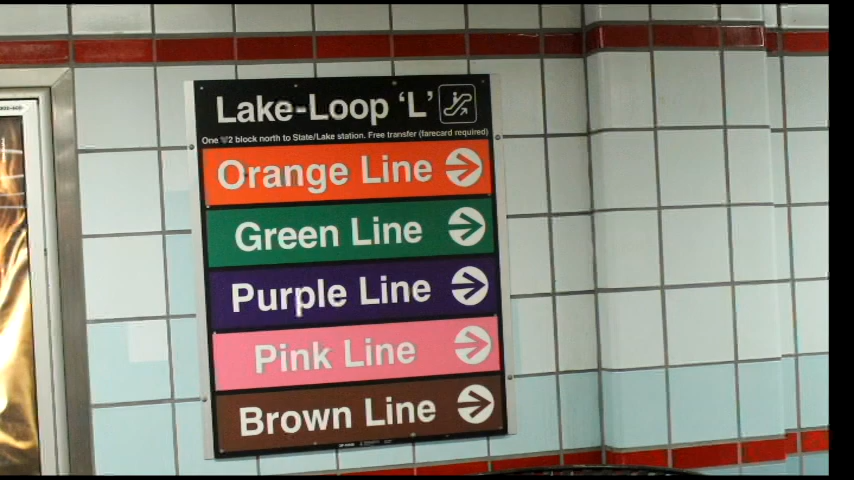 Lake-Loop 'L'
One 1/2 block north to State/Lake station. Free transfer (farecard required)
Orange Line
Green Line
Purple Line
Pink Line
Brown Line